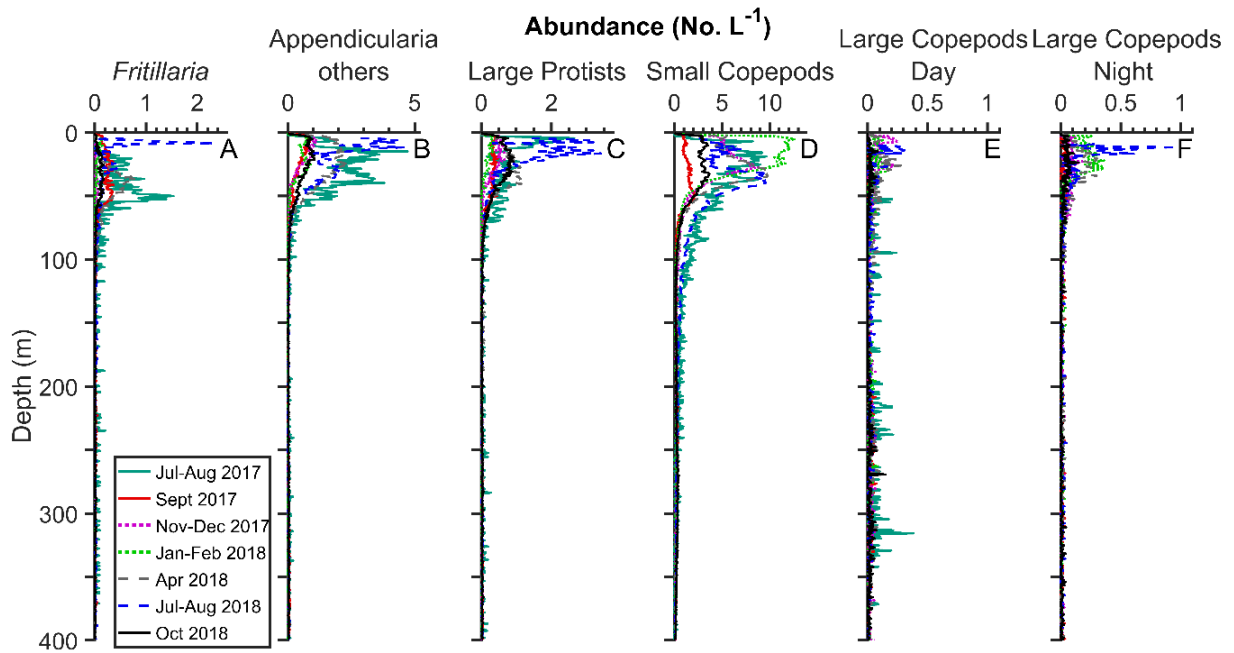 Abundance (No. L-1)
Fritillaria
Appendicularia
others
Large Protists
Small Copepods
Large Copepods
Day
Large Copepods
Night
0 1 2
0 5
0 2
0 5 10
0 0.5 1
0 0.5 1
A
B
C
D
E
F
Depth (m)
0
100
200
300
400
Jul-Aug 2017
Sept 2017
Nov-Dec 2017
Jan-Feb 2018
Apr 2018
Jul-Aug 2018
Oct 2018